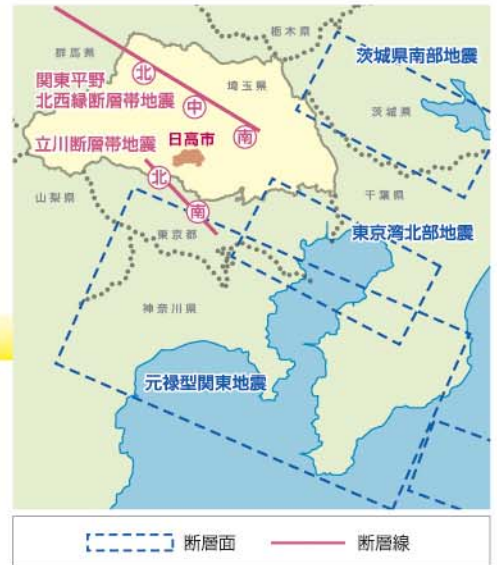 栃木県
群馬県
茨城県南部地震
北
関東平野
北西縁断層帯地震
埼玉県
中
茨城県
南
日高市
立川断層帯地震
北
山梨県
千葉県
南
東京都
東京湾北部地震
神奈川県
元禄型関東地震
断層面
断層線